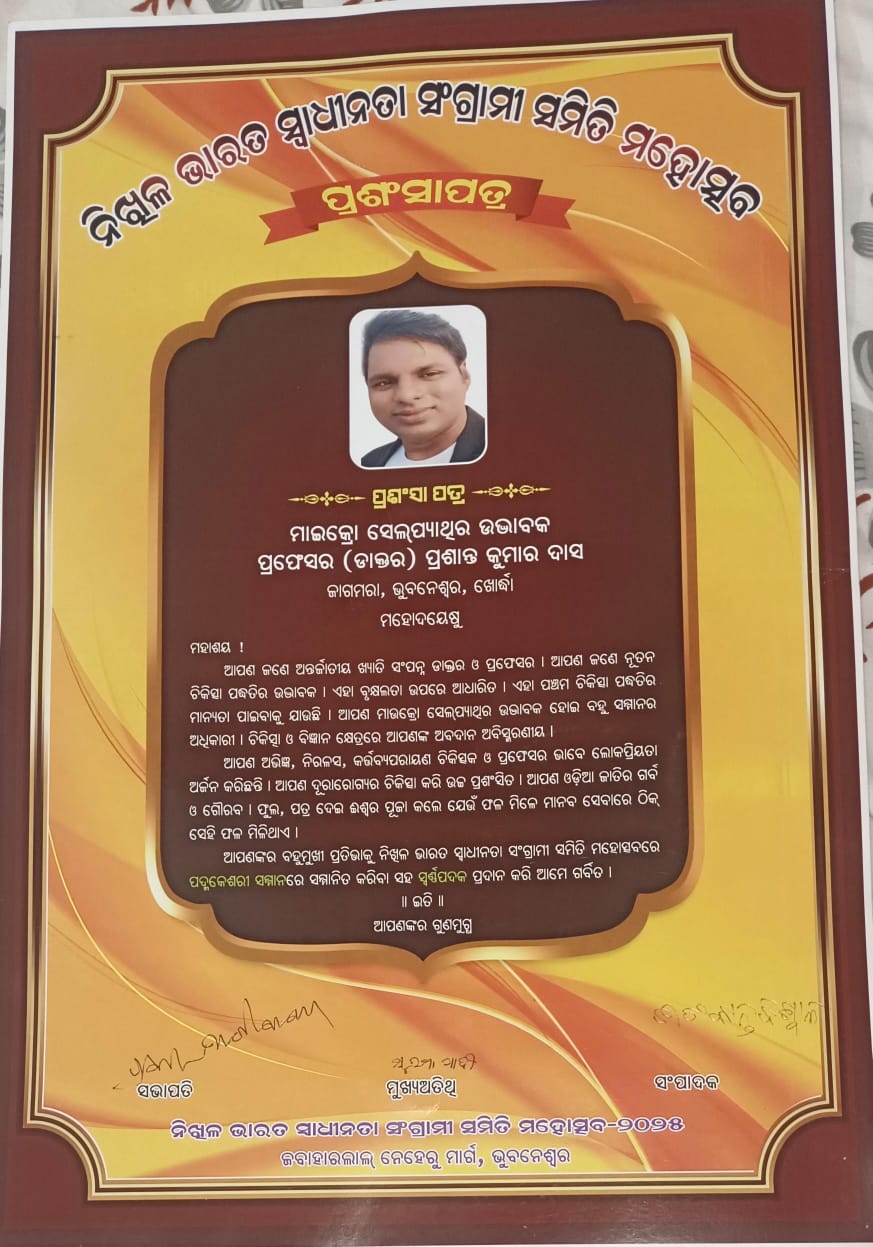 ନିଖିଳ ଭାରତ ସ୍ୱାଧୀନତା ସଂଗ୍ରାମୀ ସମିତି ମହୋତ୍ସବ
ପ୍ରଶଂସାପତ୍ର
ପ୍ରଶଂସା ପତ୍ର
ମାଇକ୍ରୋ ସେଲ୍‌ପ୍ୟାଥିର ଉଦ୍ଭାବକ
ପ୍ରଫେସର (ଡାକ୍ତର) ପ୍ରଶାନ୍ତ କୁମାର ଦାସ
ଜାଗମରା, ଭୁବନେଶ୍ୱର, ଖୋର୍ଦ୍ଧା
ମହୋଦୟେଷୁ
ମହାଶୟ !
ଆପଣ ଜଣେ ଅନ୍ତର୍ଜାତୀୟ ଖ୍ୟାତି ସଂପନ୍ନ ଡାକ୍ତର ଓ ପ୍ରଫେସର । ଆପଣ ଜଣେ ନୂତନ
ଚିକିତ୍ସା ପଦ୍ଧତିର ଉଦ୍ଭାବକ । ଏହା ବୃକ୍ଷଲତା ଉପରେ ଆଧାରିତ । ଏହା ପଞ୍ଚମ ଚିକିତ୍ସା ପଦ୍ଧତିର
ମାନ୍ୟତା ପାଇବାକୁ ଯାଉଛି । ଆପଣ ମାଉକ୍ରୋ ସେଲ୍‌ପ୍ୟାଥିର ଉଦ୍ଭାବକ ହୋଇ ବହୁ ସମ୍ମାନର
ଅଧିକାରୀ । ଚିକିତ୍ସା ଓ ବିଜ୍ଞାନ କ୍ଷେତ୍ରରେ ଆପଣଙ୍କ ଅବଦାନ ଅବିସ୍ମରଣୀୟ ।
ଆପଣ ଅଭିଜ୍ଞ, ନିରଳସ, କର୍ତ୍ତବ୍ୟପରାୟଣ ଚିକିତ୍ସକ ଓ ପ୍ରଫେସର ଭାବେ ଲୋକପ୍ରିୟତା
ଅର୍ଜନ କରିଛନ୍ତି । ଆପଣ ଦୂରାରୋଗ୍ୟର ଚିକିତ୍ସା କରି ଉଚ୍ଚ ପ୍ରଶଂସିତ । ଆପଣ ଓଡ଼ିଆ ଜାତିର ଗର୍ବ
ଓ ଗୌରବ । ଫୁଲ, ପତ୍ର ଦେଇ ଈଶ୍ୱର ପୂଜା କଲେ ଯେଉଁ ଫଳ ମିଳେ ମାନବ ସେବାରେ ଠିକ୍
ସେହି ଫଳ ମିଳିଥାଏ ।
ଆପଣଙ୍କର ବହୁମୁଖୀ ପ୍ରତିଭାକୁ ନିଖିଳ ଭାରତ ସ୍ୱାଧୀନତା ସଂଗ୍ରାମୀ ସମିତି ମହୋତ୍ସବରେ
ପଦ୍ମକେଶରୀ ସମ୍ମାନରେ ସମ୍ମାନିତ କରିବା ସହ ସ୍ୱର୍ଣ୍ଣପଦକ ପ୍ରଦାନ କରି ଆମେ ଗର୍ବିତ ।
॥ ଇତି ॥
ଆପଣଙ୍କର ଗୁଣମୁଗ୍ଧ
ସଭାପତି
ମୁଖ୍ୟଅତିଥି
ସଂପାଦକ
ନିଖିଳ ଭାରତ ସ୍ୱାଧୀନତା ସଂଗ୍ରାମୀ ସମିତି ମହୋତ୍ସବ-୨୦୨୫
ଜବାହାରଲାଲ୍ ନେହେରୁ ମାର୍ଗ, ଭୁବନେଶ୍ୱର